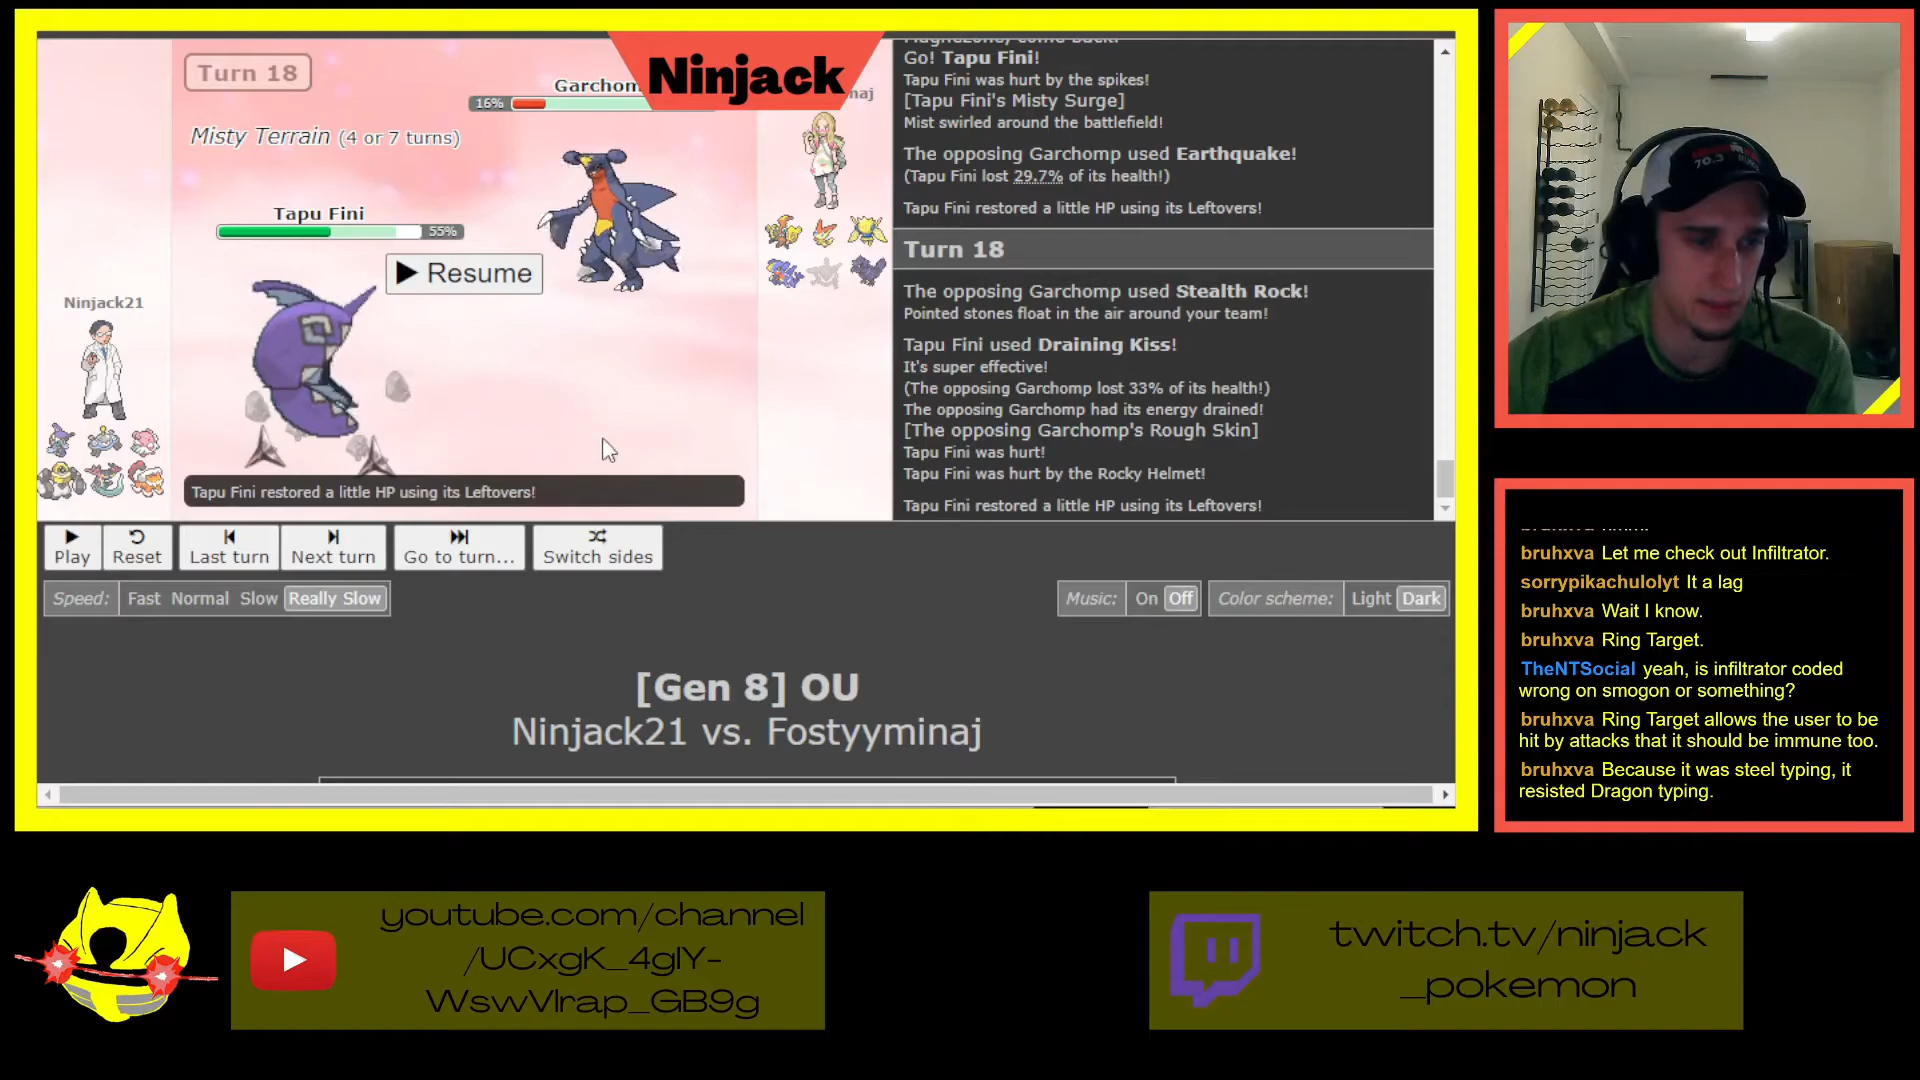 Turn 18
Garchom
16%
Ninjack
naj
Misty Terrain (4 or 7 turns)
Tapu Fini
55%
Resume
Ninjack21
Tapu Fini restored a little HP using its Leftovers!
Go! Tapu Fini!
Tapu Fini was hurt by the spikes!
[Tapu Fini's Misty Surge]
Mist swirled around the battlefield!
The opposing Garchomp used Earthquake!
(Tapu Fini lost 29.7% of its health!)
Tapu Fini restored a little HP using its Leftovers!
Turn 18
The opposing Garchomp used Stealth Rock!
Pointed stones float in the air around your team!
Tapu Fini used Draining Kiss!
It's super effective!
(The opposing Garchomp lost 33% of its health!)
The opposing Garchomp had its energy drained!
[The opposing Garchomp's Rough Skin]
Tapu Fini was hurt!
Tapu Fini was hurt by the Rocky Helmet!
Tapu Fini restored a little HP using its Leftovers!
Play Reset Last turn Next turn Go to turn... Switch sides
Speed: Fast Normal Slow Really Slow
Music: On Off Color scheme: Light Dark
[Gen 8] OU
Ninjack21 vs. Fostyyminaj
70.3
bruhxva Let me check out Infiltrator.
sorrypikachulolyt It a lag
bruhxva Wait I know.
bruhxva Ring Target.
TheNTSocial yeah, is infiltrator coded
wrong on smogon or something?
bruhxva Ring Target allows the user to be
hit by attacks that it should be immune too.
bruhxva Because it was steel typing, it
resisted Dragon typing.
youtube.com/channel
/UCxgK_4glY-
WswVlrap_GB9g
twitch.tv/ninjack
_pokemon